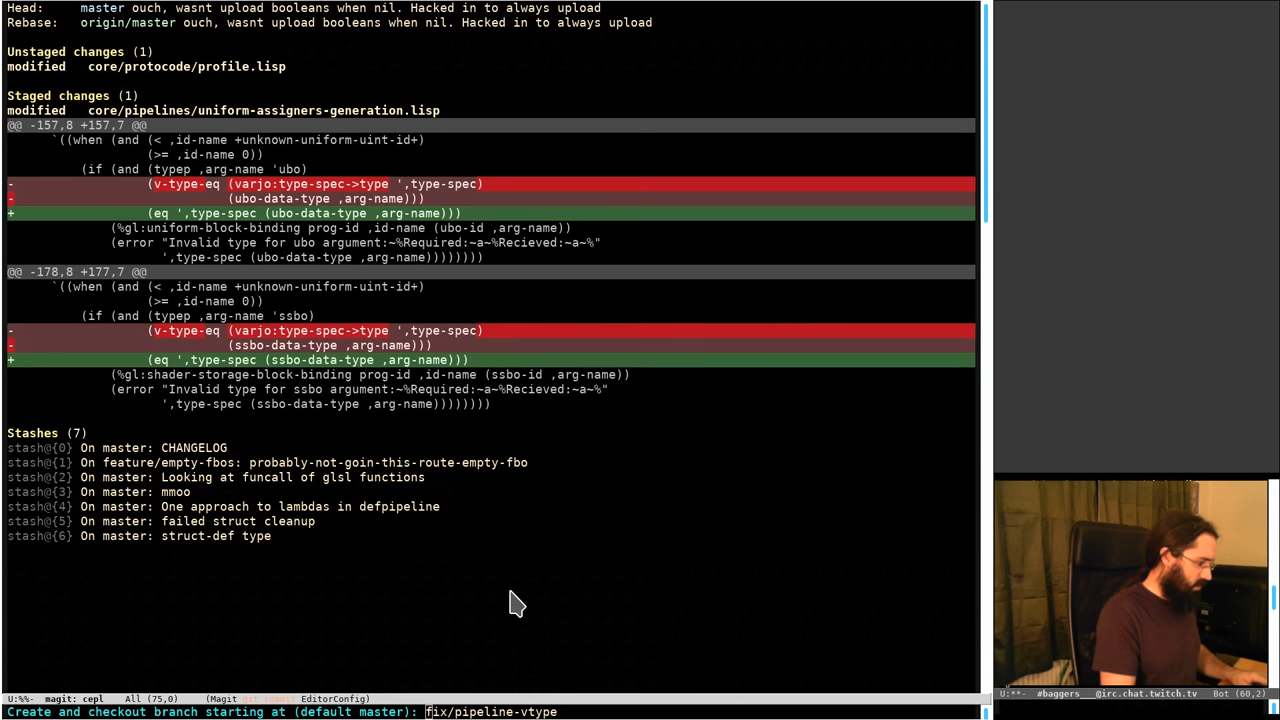 Head:     master ouch, wasnt upload booleans when nil. Hacked in to always upload
Rebase:   origin/master ouch, wasnt upload booleans when nil. Hacked in to always upload
Unstaged changes (1)
modified   core/protocode/profile.lisp
Staged changes (1)
modified   core/pipelines/uniform-assigners-generation.lisp
@@ -157,8 +157,7 @@
`((when (and (< ,id-name +unknown-uniform-uint-id+)
(>= ,id-name 0))
(if (and (typep ,arg-name 'ubo)
-                  (v-type-eq (varjo:type-spec->type ',type-spec)
-                             (ubo-data-type ,arg-name)))
+                  (eq ',type-spec (ubo-data-type ,arg-name)))
(%gl:uniform-block-binding prog-id ,id-name (ubo-id ,arg-name))
(error "Invalid type for ubo argument:~%Required:~a~%Recieved:~a~%"
',type-spec (ubo-data-type ,arg-name))))))))
@@ -178,8 +177,7 @@
`((when (and (< ,id-name +unknown-uniform-uint-id+)
(>= ,id-name 0))
(if (and (typep ,arg-name 'ssbo)
-                  (v-type-eq (varjo:type-spec->type ',type-spec)
-                             (ssbo-data-type ,arg-name)))
+                  (eq ',type-spec (ssbo-data-type ,arg-name)))
(%gl:shader-storage-block-binding prog-id ,id-name (ssbo-id ,arg-name))
(error "Invalid type for ssbo argument:~%Required:~a~%Recieved:~a~%"
',type-spec (ssbo-data-type ,arg-name))))))))
Stashes (7)
stash@{0} On master: CHANGELOG
stash@{1} On feature/empty-fbos: probably-not-goin-this-route-empty-fbo
stash@{2} On master: Looking at funcall of glsl functions
stash@{3} On master: mmoo
stash@{4} On master: One approach to lambdas in defpipeline
stash@{5} On master: failed struct cleanup
stash@{6} On master: struct-def type
U:%%-  magit: cepl   All (75,0)   (Magit git-commit EditorConfig)
U:**-  #baggers___@irc.chat.twitch.tv   Bot (60,2)
Create and checkout branch starting at (default master): fix/pipeline-vtype